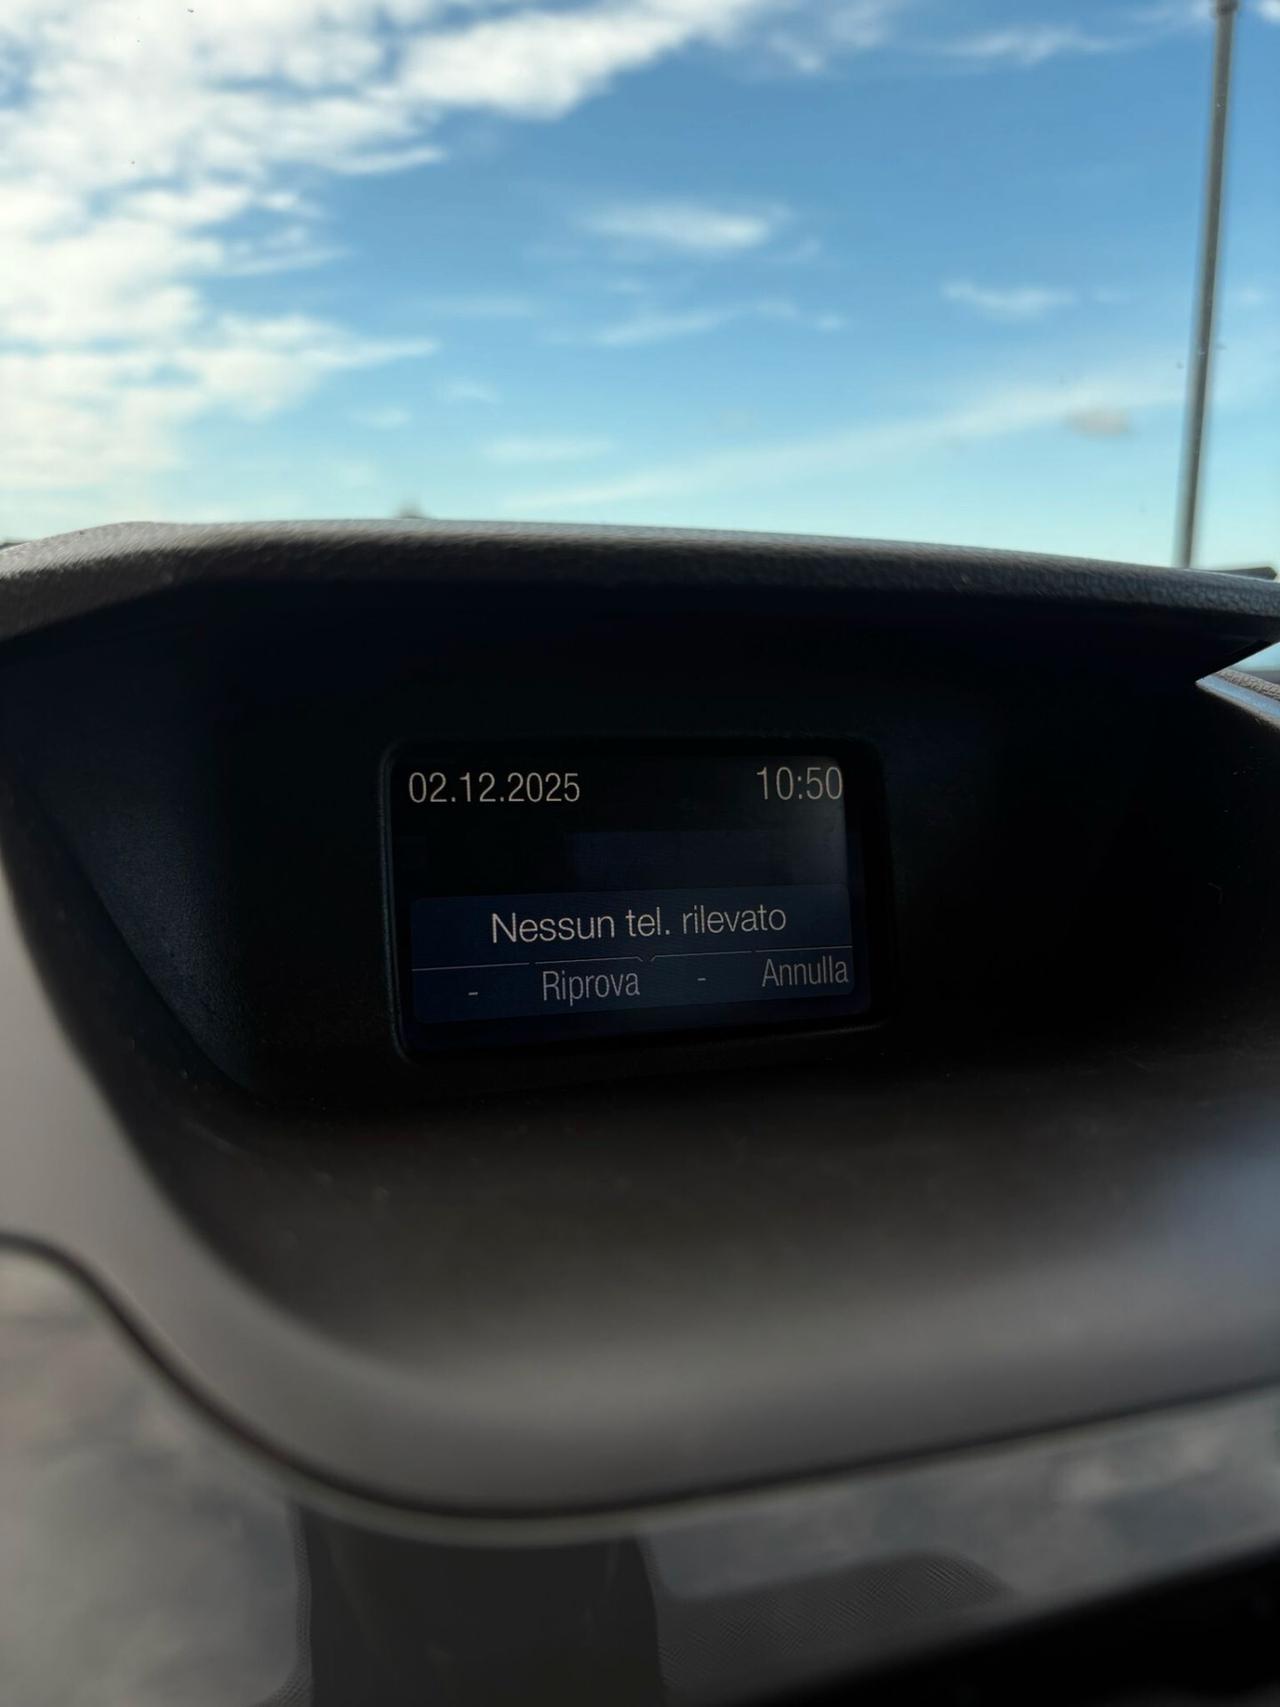 02.12.2025 10:50
Nessun tel. rilevato
- Riprova - Annulla